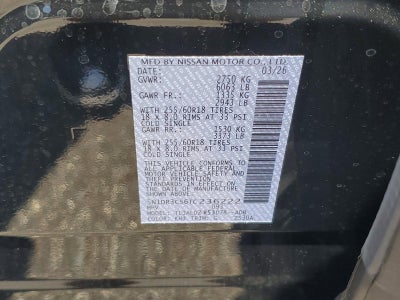 MFD BY NISSAN MOTOR CO., LTD.
DATE: 03/26
GVWR: 2750 KG
6063 LB
GAWR FR.: 1335 KG
2943 LB
WITH 255/60R18 TIRES
18 X 8.0 RIMS AT 33 PSI
COLD SINGLE
GAWR RR.: 1530 KG
3373 LB
WITH 255/60R18 TIRES
18 X 8.0 RIMS AT 33 PSI
COLD SINGLE
THIS VEHICLE CONFORMS TO
ALL APPLICABLE FEDERAL
MOTOR VEHICLE SAFETY AND
THEFT PREVENTION STANDARDS
IN EFFECT ON THE DATE OF
MANUFACTURE SHOWN ABOVE.
MPV
MODEL:
COLOR: